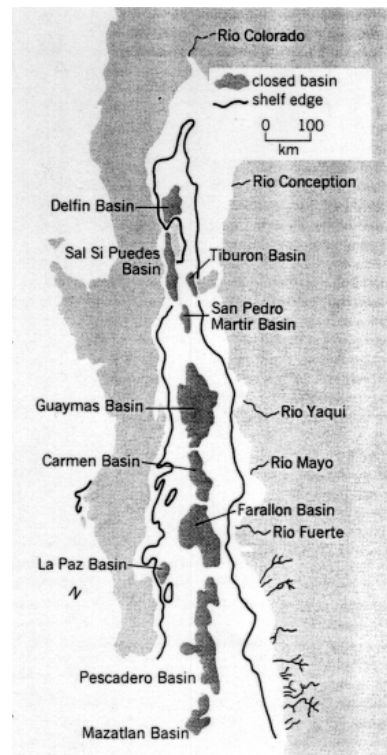 Rio Colorado
closed basin
shelf edge
0 100
km
Rio Conception
Delfin Basin
Sal Si Puedes
Basin
Tiburon Basin
San Pedro
Martir Basin
Guaymas Basin
Rio Yaqui
Carmen Basin
Rio Mayo
Farallon Basin
Rio Fuerte
La Paz Basin
N
Pescadero Basin
Mazatlan Basin